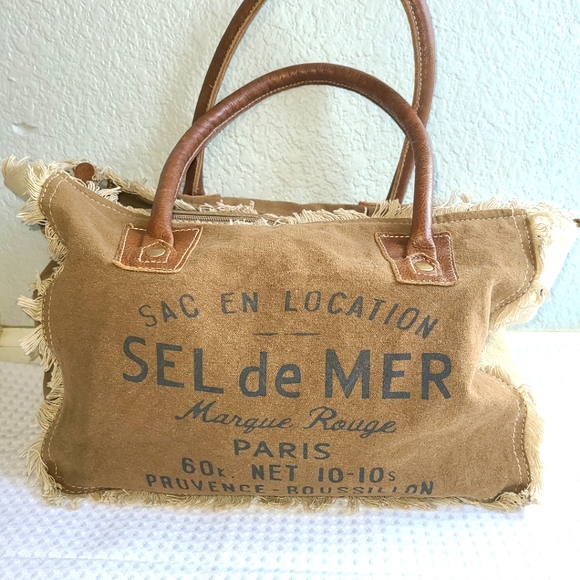 SAC EN LOCATION
SEL de MER
Marque Rouge
PARIS
60K. NET 10-10s
PROVENCE-ROUSSILLON